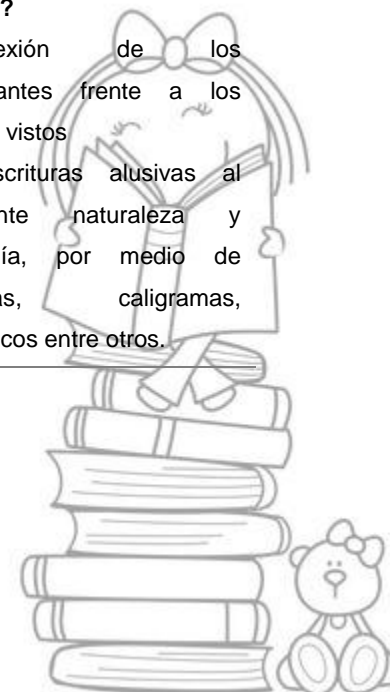 ?
exión de los
antes frente a los
vistos
scrituras alusivas al
nte naturaleza y
ía, por medio de
as, caligramas,
cos entre otros.